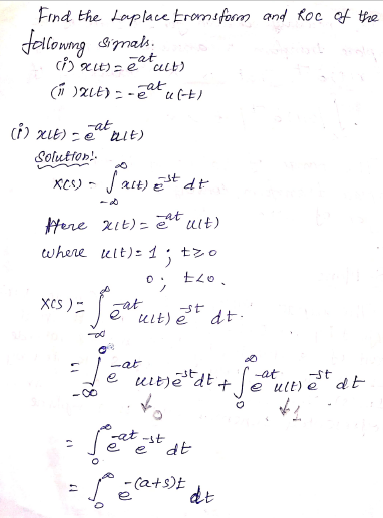 Find the Laplace transform and Roc of the
following signals.
(i) x(t) = e^-at u(t)
(ii) x(t) = -e^-at u(-t)
(i) x(t) = e^-at u(t)
Solution:
X(s) = ∫_-∞^∞ x(t) e^-st dt
Here x(t) = e^-at u(t)
where u(t) = 1 ; t≥0
0 ; t<0.
X(s) = ∫_-∞^∞ e^-at u(t) e^-st dt.
= ∫_-∞^0 e^-at u(t) e^-st dt + ∫_0^∞ e^-at u(t) e^-st dt
↓0 ↓1
= ∫_0^∞ e^-at e^-st dt
= ∫_0^∞ e^-(a+s)t dt